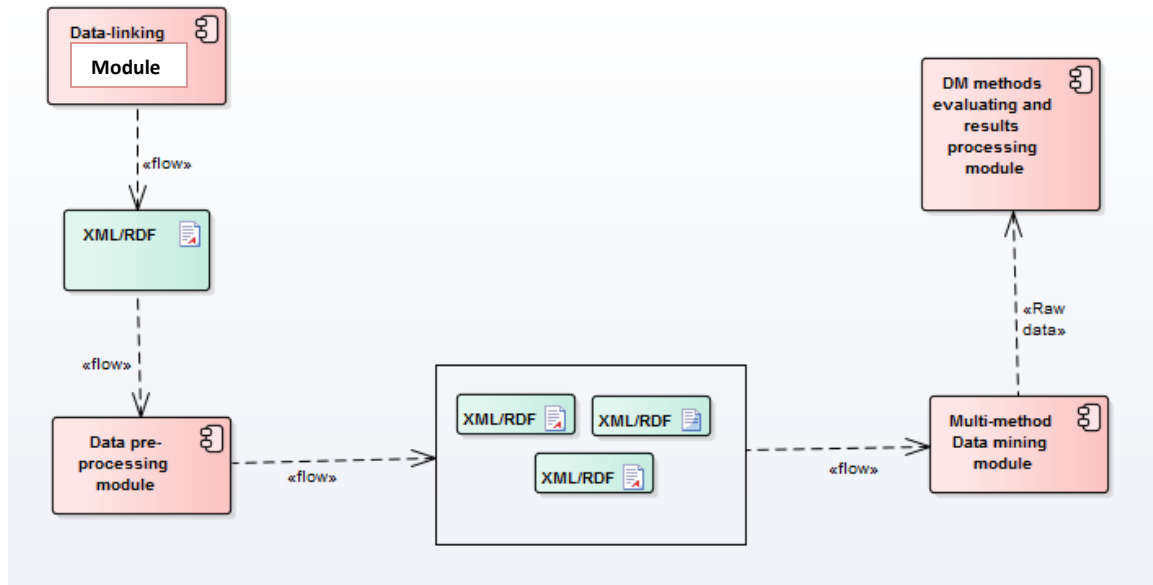 Data-linking
Module
«flow»
XML/RDF
«flow»
Data pre-
processing
module
«flow»
XML/RDF
XML/RDF
XML/RDF
«flow»
Multi-method
Data mining
module
«Raw
data»
DM methods
evaluating and
results
processing
module